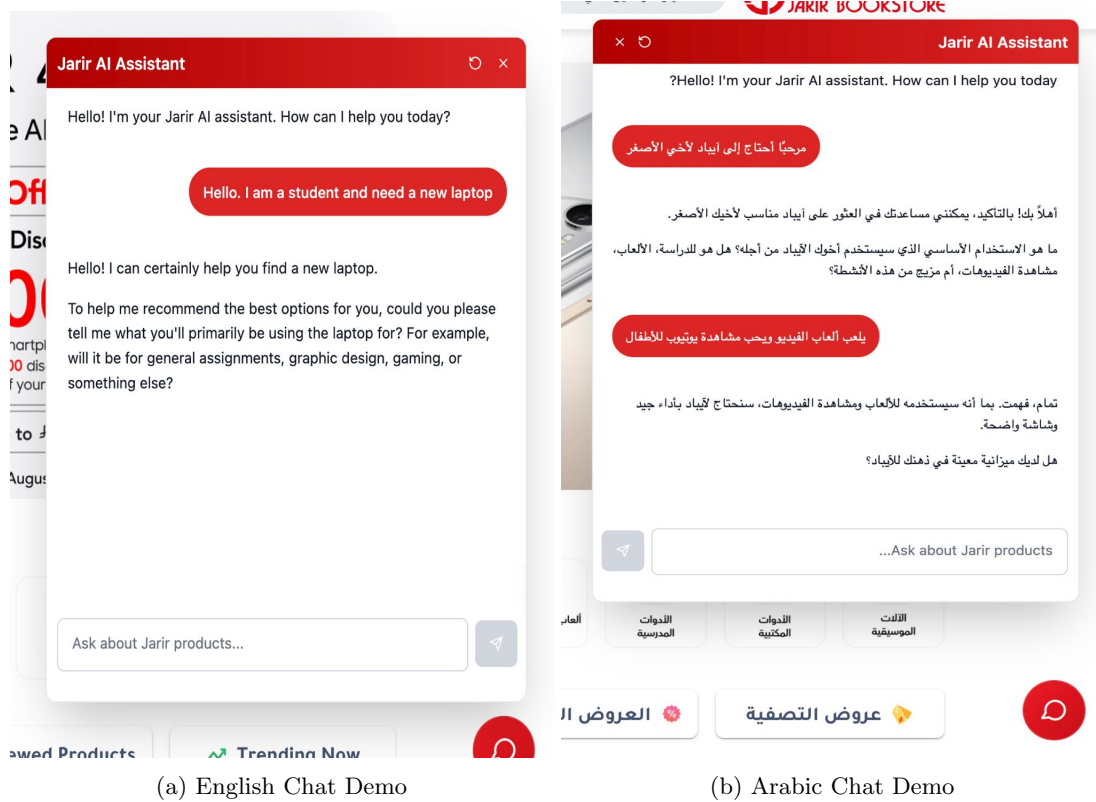 Jarir AI Assistant
Hello! I'm your Jarir AI assistant. How can I help you today?
Hello. I am a student and need a new laptop
Hello! I can certainly help you find a new laptop.
To help me recommend the best options for you, could you please
tell me what you'll primarily be using the laptop for? For example,
will it be for general assignments, graphic design, gaming, or
something else?
Ask about Jarir products...
Trending Now
Products
to
(a) English Chat Demo
JARIR BOOKSTORE
Jarir AI Assistant
?Hello! I'm your Jarir AI assistant. How can I help you today
مرحبًا أحتاج إلى آيباد لأخي الأصغر
أهلاً بك! بالتأكيد، يمكنني مساعدتك في العثور على آيباد مناسب لأخيك الأصغر.
ما هو الاستخدام الأساسي الذي سيستخدم أخوك الآيباد من أجله؟ هل هو للدراسة، الألعاب،
مشاهدة الفيديوهات، أم مزيج من هذه الأنشطة؟
يلعب ألعاب الفيديو ويحب مشاهدة يوتيوب للأطفال
تمام، فهمت. بما أنه سيستخدمه للألعاب ومشاهدة الفيديوهات، سنحتاج لآيباد بأداء جيد
وشاشة واضحة.
هل لديك ميزانية معينة في ذهنك للآيباد؟
...Ask about Jarir products
الآلات
الموسيقية
الأدوات
المكتبية
الأدوات
المدرسية
عروض التصفية
العروض
(b) Arabic Chat Demo